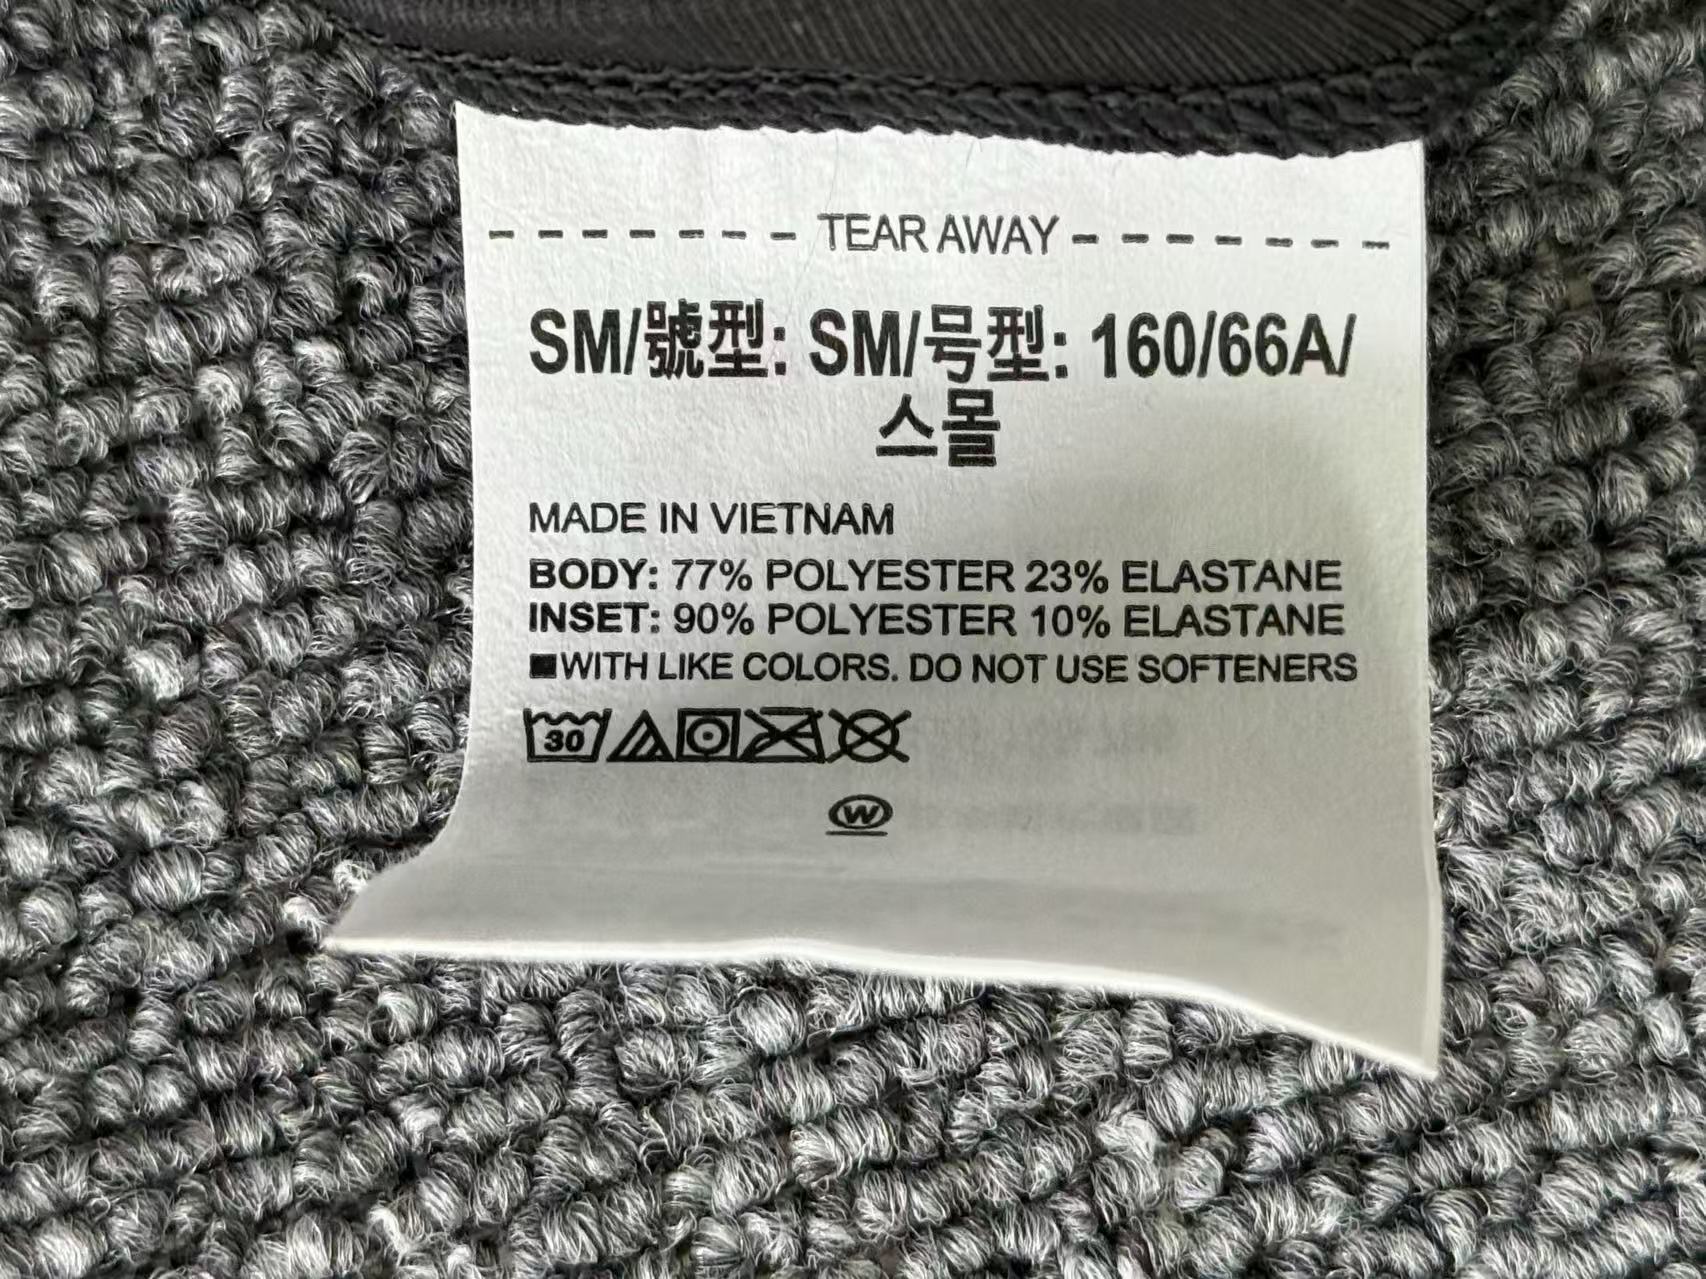 TEAR AWAY
SM/號型: SM/号型: 160/66A/
스몰
MADE IN VIETNAM
BODY: 77% POLYESTER 23% ELASTANE
INSET: 90% POLYESTER 10% ELASTANE
■WITH LIKE COLORS. DO NOT USE SOFTENERS
30
W